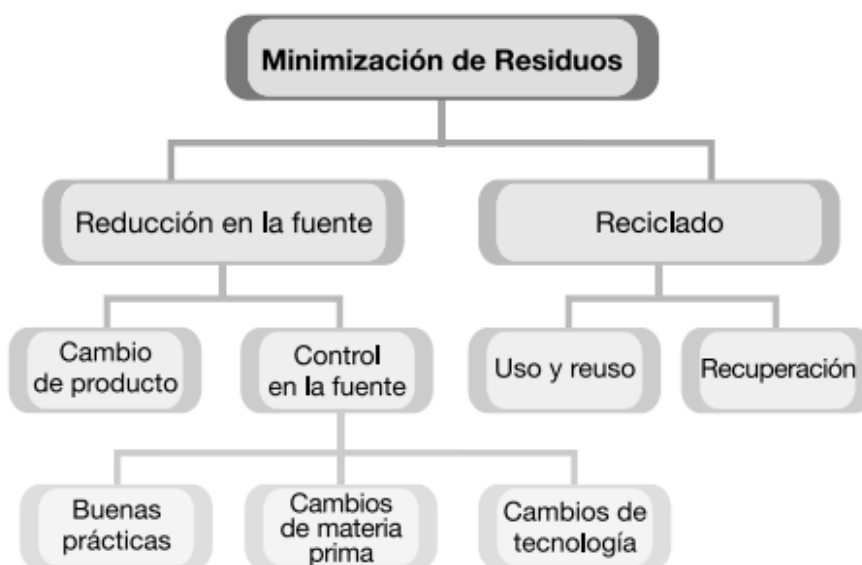 Minimización de Residuos
Reducción en la fuente
Reciclado
Cambio
de producto
Control
en la fuente
Uso y reuso
Recuperación
Buenas
prácticas
Cambios
de materia
prima
Cambios de
tecnología